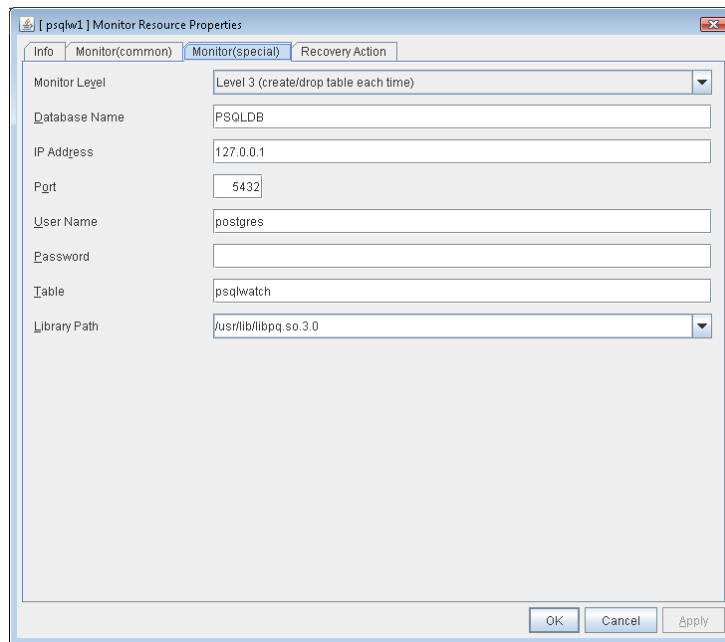 [ psqlw1 ] Monitor Resource Properties
Info Monitor(common) Monitor(special) Recovery Action
Monitor Level Level 3 (create/drop table each time)
Database Name PSQLDB
IP Address 127.0.0.1
Port 5432
User Name postgres
Password
Table psqlwatch
Library Path /usr/lib/libpq.so.3.0
OK Cancel Apply